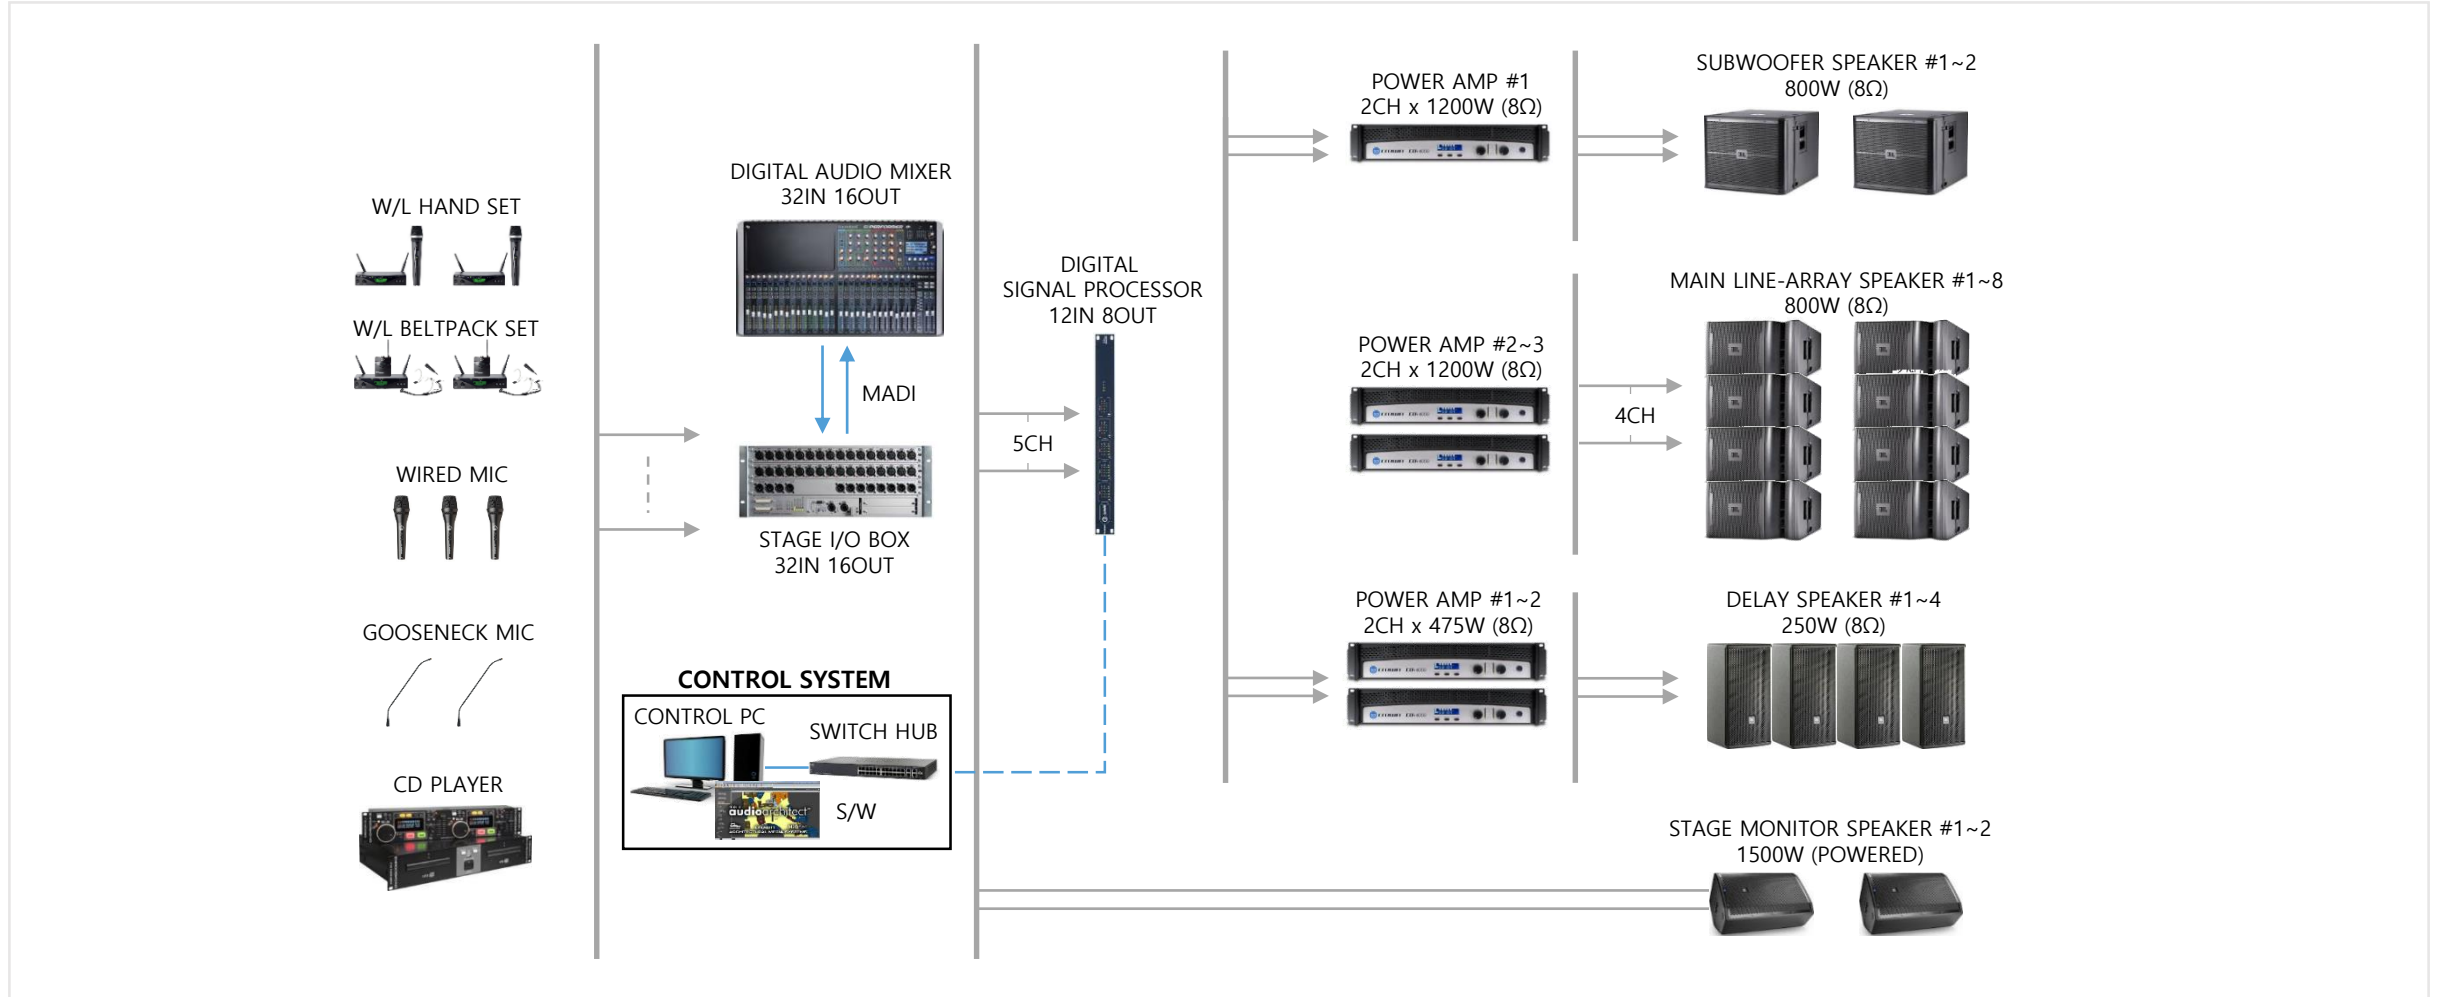 W/L HAND SET
W/L BELTPACK SET
WIRED MIC
GOOSENECK MIC
CD PLAYER
DIGITAL AUDIO MIXER
32IN 16OUT
MADI
STAGE I/O BOX
32IN 16OUT
CONTROL SYSTEM
CONTROL PC
SWITCH HUB
audioarchitect
S/W
DIGITAL
SIGNAL PROCESSOR
12IN 8OUT
5CH
POWER AMP #1
2CH x 1200W (8Ω)
POWER AMP #2~3
2CH x 1200W (8Ω)
4CH
POWER AMP #1~2
2CH x 475W (8Ω)
SUBWOOFER SPEAKER #1~2
800W (8Ω)
MAIN LINE-ARRAY SPEAKER #1~8
800W (8Ω)
DELAY SPEAKER #1~4
250W (8Ω)
STAGE MONITOR SPEAKER #1~2
1500W (POWERED)